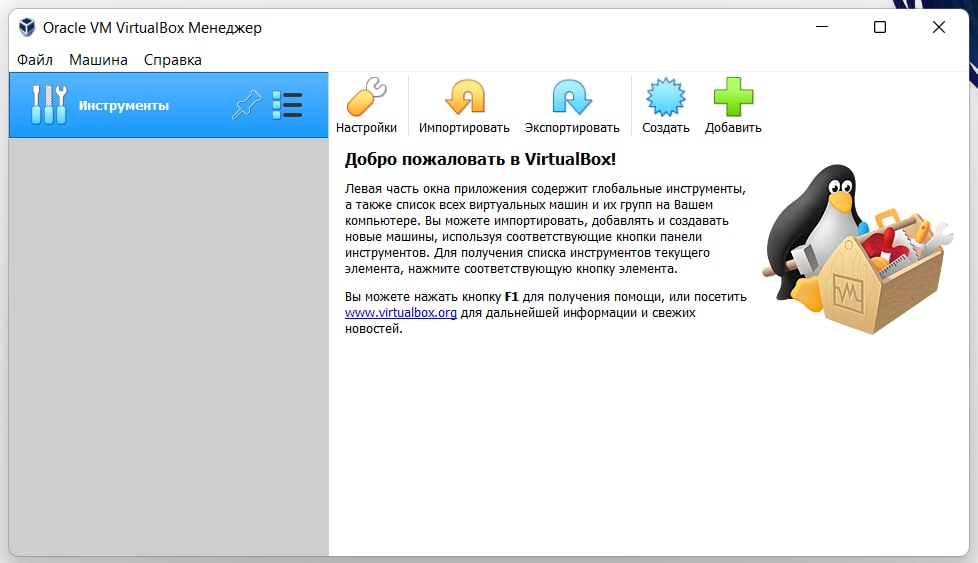 Oracle VM VirtualBox Менеджер
Файл Машина Справка
Инструменты
Настройки Импортировать Экспортировать Создать Добавить
Добро пожаловать в VirtualBox!
Левая часть окна приложения содержит глобальные инструменты,
а также список всех виртуальных машин и их групп на Вашем
компьютере. Вы можете импортировать, добавлять и создавать
новые машины, используя соответствующие кнопки панели
инструментов. Для получения списка инструментов текущего
элемента, нажмите соответствующую кнопку элемента.
Вы можете нажать кнопку F1 для получения помощи, или посетить
www.virtualbox.org для дальнейшей информации и свежих
новостей.